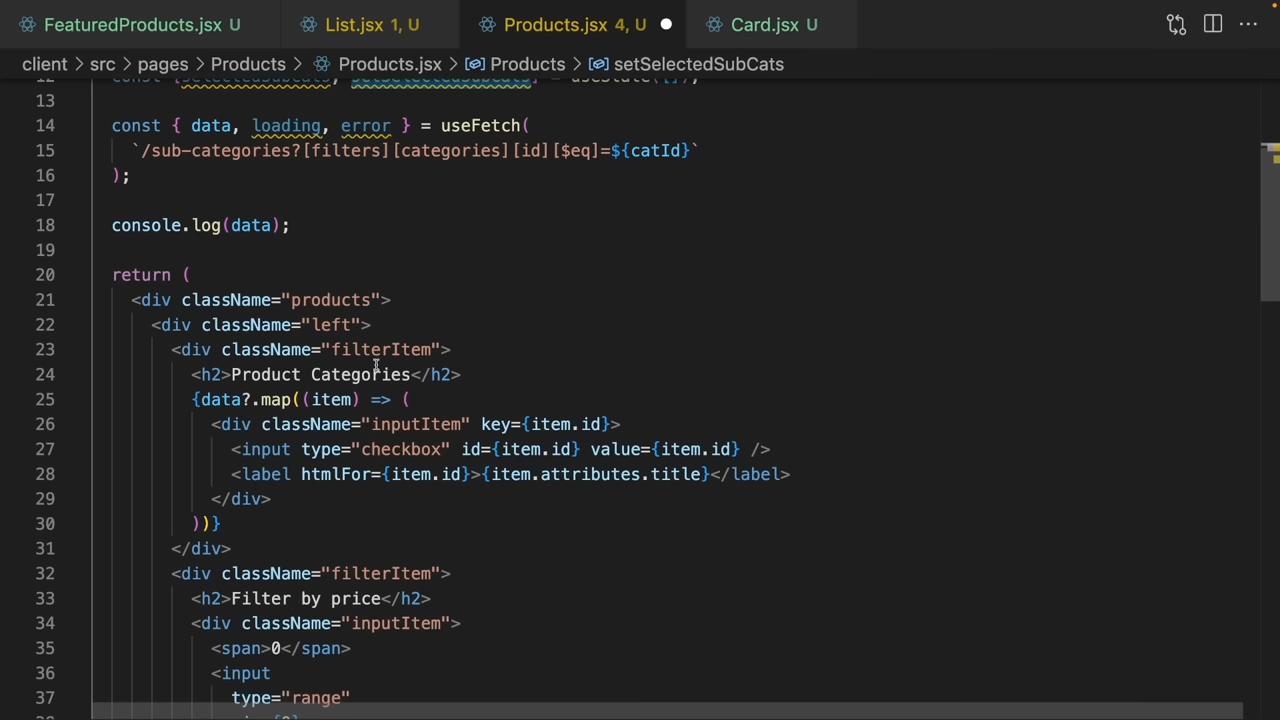 FeaturedProducts.jsx U List.jsx 1, U Products.jsx 4, U Card.jsx U ...
client > src > pages > Products > Products.jsx > Products > setSelectedSubCats
12 const [selectedSubCats, setSelectedSubCats] = useState([]);
13
14 const { data, loading, error } = useFetch(
15 `/sub-categories?[filters][categories][id][$eq]=${catId}`
16 );
17
18 console.log(data);
19
20 return (
21 <div className="products">
22 <div className="left">
23 <div className="filterItem">
24 <h2>Product Categories</h2>
25 {data?.map((item) => (
26 <div className="inputItem" key={item.id}>
27 <input type="checkbox" id={item.id} value={item.id} />
28 <label htmlFor={item.id}>{item.attributes.title}</label>
29 </div>
30 ))}
31 </div>
32 <div className="filterItem">
33 <h2>Filter by price</h2>
34 <div className="inputItem">
35 <span>0</span>
36 <input
37 type="range"